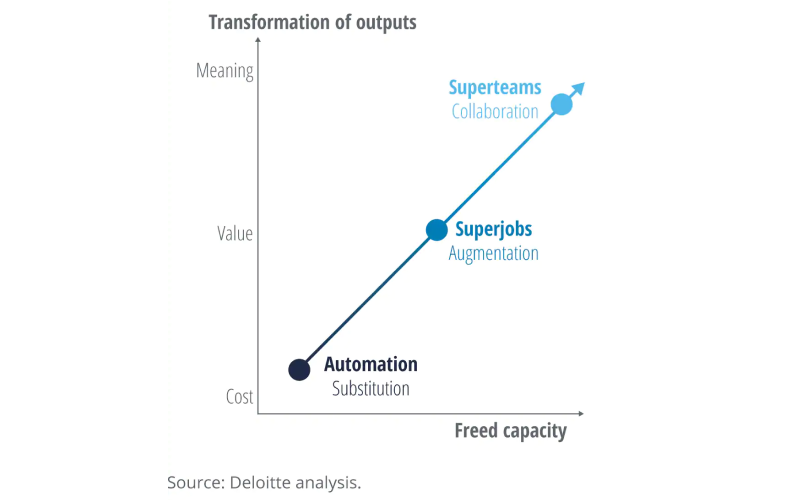 Transformation of outputs
Meaning
Superteams
Collaboration
Value
Superjobs
Augmentation
Automation
Substitution
Cost
Freed capacity
Source: Deloitte analysis.